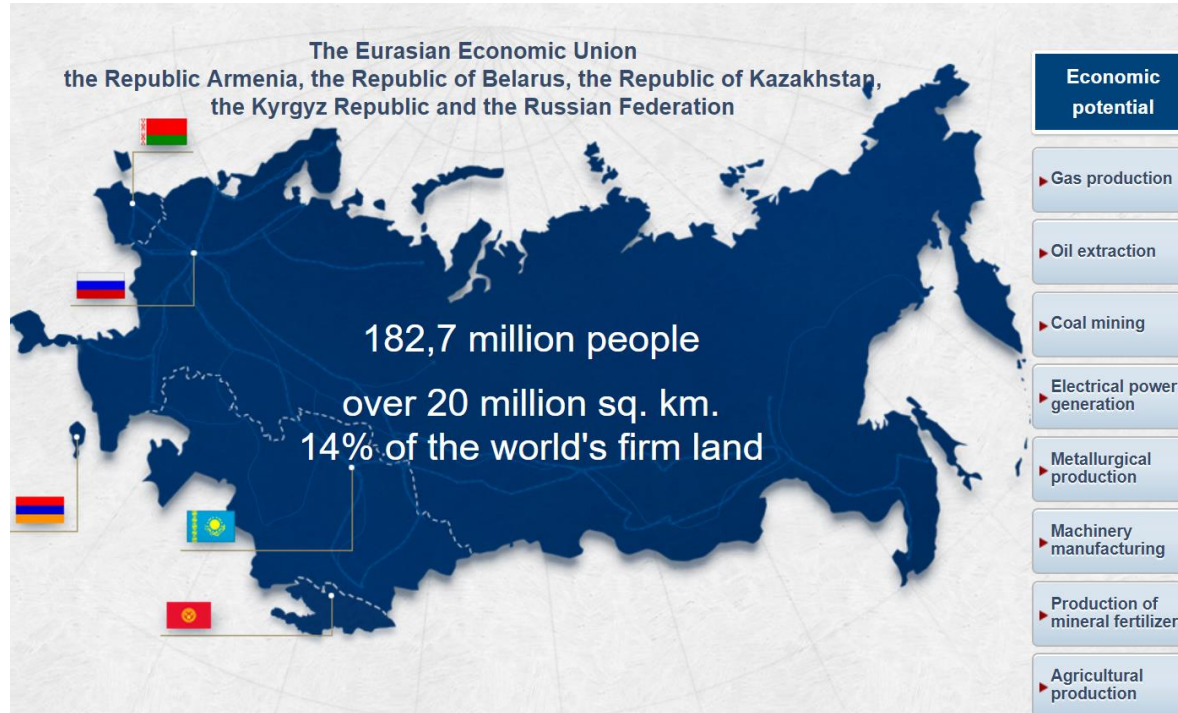 The Eurasian Economic Union
the Republic Armenia, the Republic of Belarus, the Republic of Kazakhstan,
the Kyrgyz Republic and the Russian Federation
182,7 million people
over 20 million sq. km.
14% of the world's firm land
Economic
potential
Gas production
Oil extraction
Coal mining
Electrical power
generation
Metallurgical
production
Machinery
manufacturing
Production of
mineral fertilizer
Agricultural
production